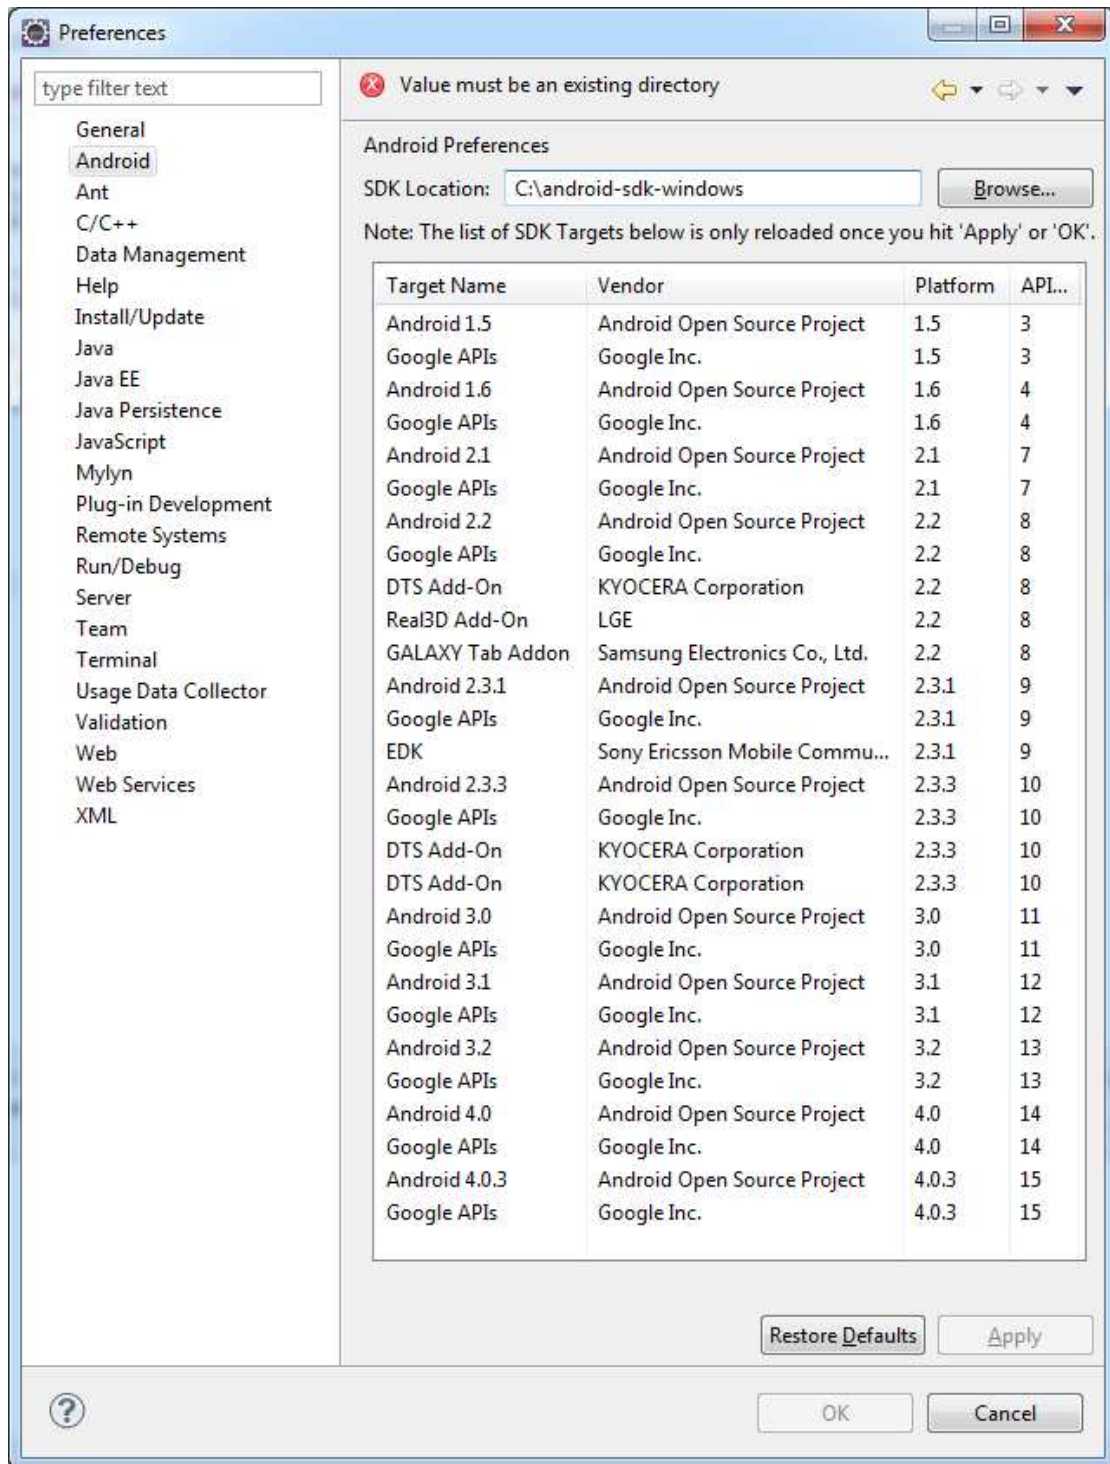 Preferences
type filter text
General
Android
Ant
C/C++
Data Management
Help
Install/Update
Java
Java EE
Java Persistence
JavaScript
Mylyn
Plug-in Development
Remote Systems
Run/Debug
Server
Team
Terminal
Usage Data Collector
Validation
Web
Web Services
XML
Value must be an existing directory
Android Preferences
SDK Location: C:\android-sdk-windows Browse...
Note: The list of SDK Targets below is only reloaded once you hit 'Apply' or 'OK'.
Target Name Vendor Platform API...
Android 1.5 Android Open Source Project 1.5 3
Google APIs Google Inc. 1.5 3
Android 1.6 Android Open Source Project 1.6 4
Google APIs Google Inc. 1.6 4
Android 2.1 Android Open Source Project 2.1 7
Google APIs Google Inc. 2.1 7
Android 2.2 Android Open Source Project 2.2 8
Google APIs Google Inc. 2.2 8
DTS Add-On KYOCERA Corporation 2.2 8
Real3D Add-On LGE 2.2 8
GALAXY Tab Addon Samsung Electronics Co., Ltd. 2.2 8
Android 2.3.1 Android Open Source Project 2.3.1 9
Google APIs Google Inc. 2.3.1 9
EDK Sony Ericsson Mobile Commu... 2.3.1 9
Android 2.3.3 Android Open Source Project 2.3.3 10
Google APIs Google Inc. 2.3.3 10
DTS Add-On KYOCERA Corporation 2.3.3 10
DTS Add-On KYOCERA Corporation 2.3.3 10
Android 3.0 Android Open Source Project 3.0 11
Google APIs Google Inc. 3.0 11
Android 3.1 Android Open Source Project 3.1 12
Google APIs Google Inc. 3.1 12
Android 3.2 Android Open Source Project 3.2 13
Google APIs Google Inc. 3.2 13
Android 4.0 Android Open Source Project 4.0 14
Google APIs Google Inc. 4.0 14
Android 4.0.3 Android Open Source Project 4.0.3 15
Google APIs Google Inc. 4.0.3 15
Restore Defaults Apply
? OK Cancel